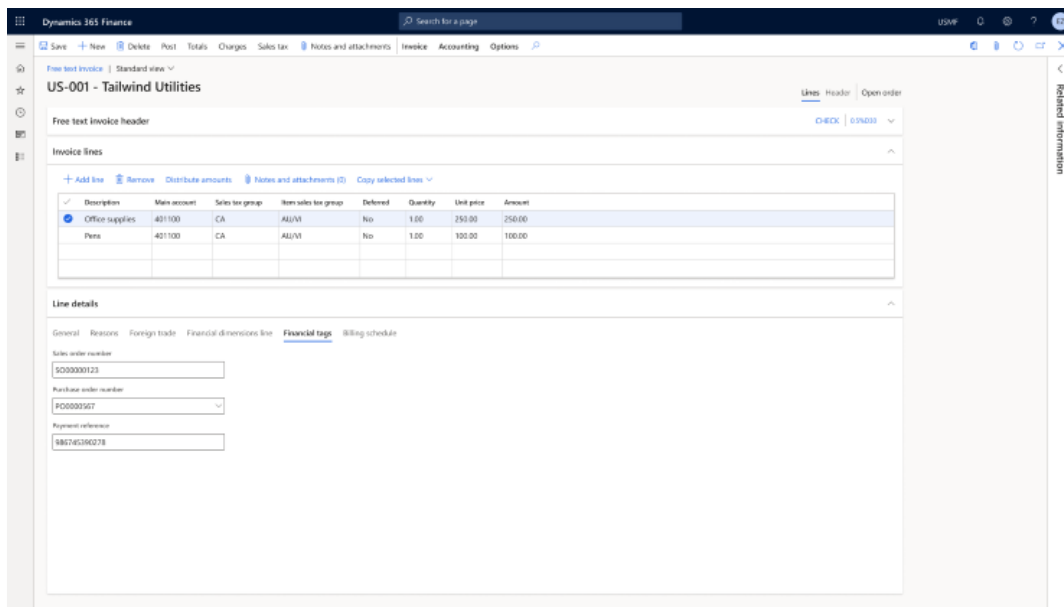 Dynamics 365 Finance
Search for a page
USMF
?
EZ
Save New Delete Post Totals Charges Sales tax Notes and attachments Invoice Accounting Options
Free text invoice | Standard view
US-001 - Tailwind Utilities
Lines Header Open order
Related information
Free text invoice header
CHECK
Invoice lines
Add line Remove Distribute amounts Notes and attachments (0) Copy selected lines
Description Main account Sales tax group Item sales tax group Deferred Quantity Unit price Amount
Office supplies 401100 CA AU/VI No 1.00 250.00 250.00
Pens 401100 CA AU/VI No 1.00 100.00 100.00
Line details
General Reasons Foreign trade Financial dimensions line Financial tags Billing schedule
Sales order number
SO00000123
Purchase order number
PO0000567
Payment reference
986745390278